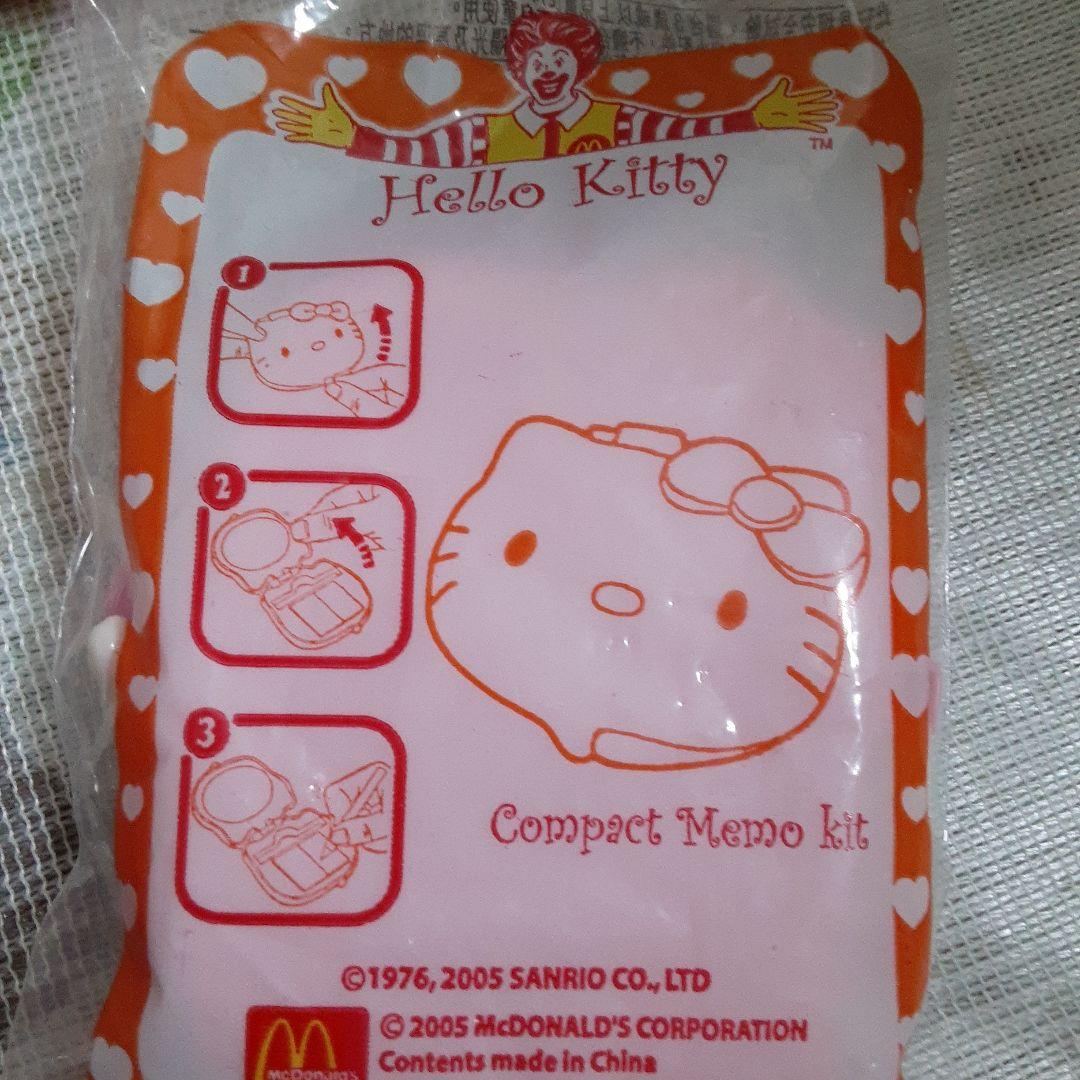 TM
Hello Kitty
1
2
3
Compact Memo kit
©1976, 2005 SANRIO CO., LTD
© 2005 McDONALD'S CORPORATION
McDonald's
Contents made in China